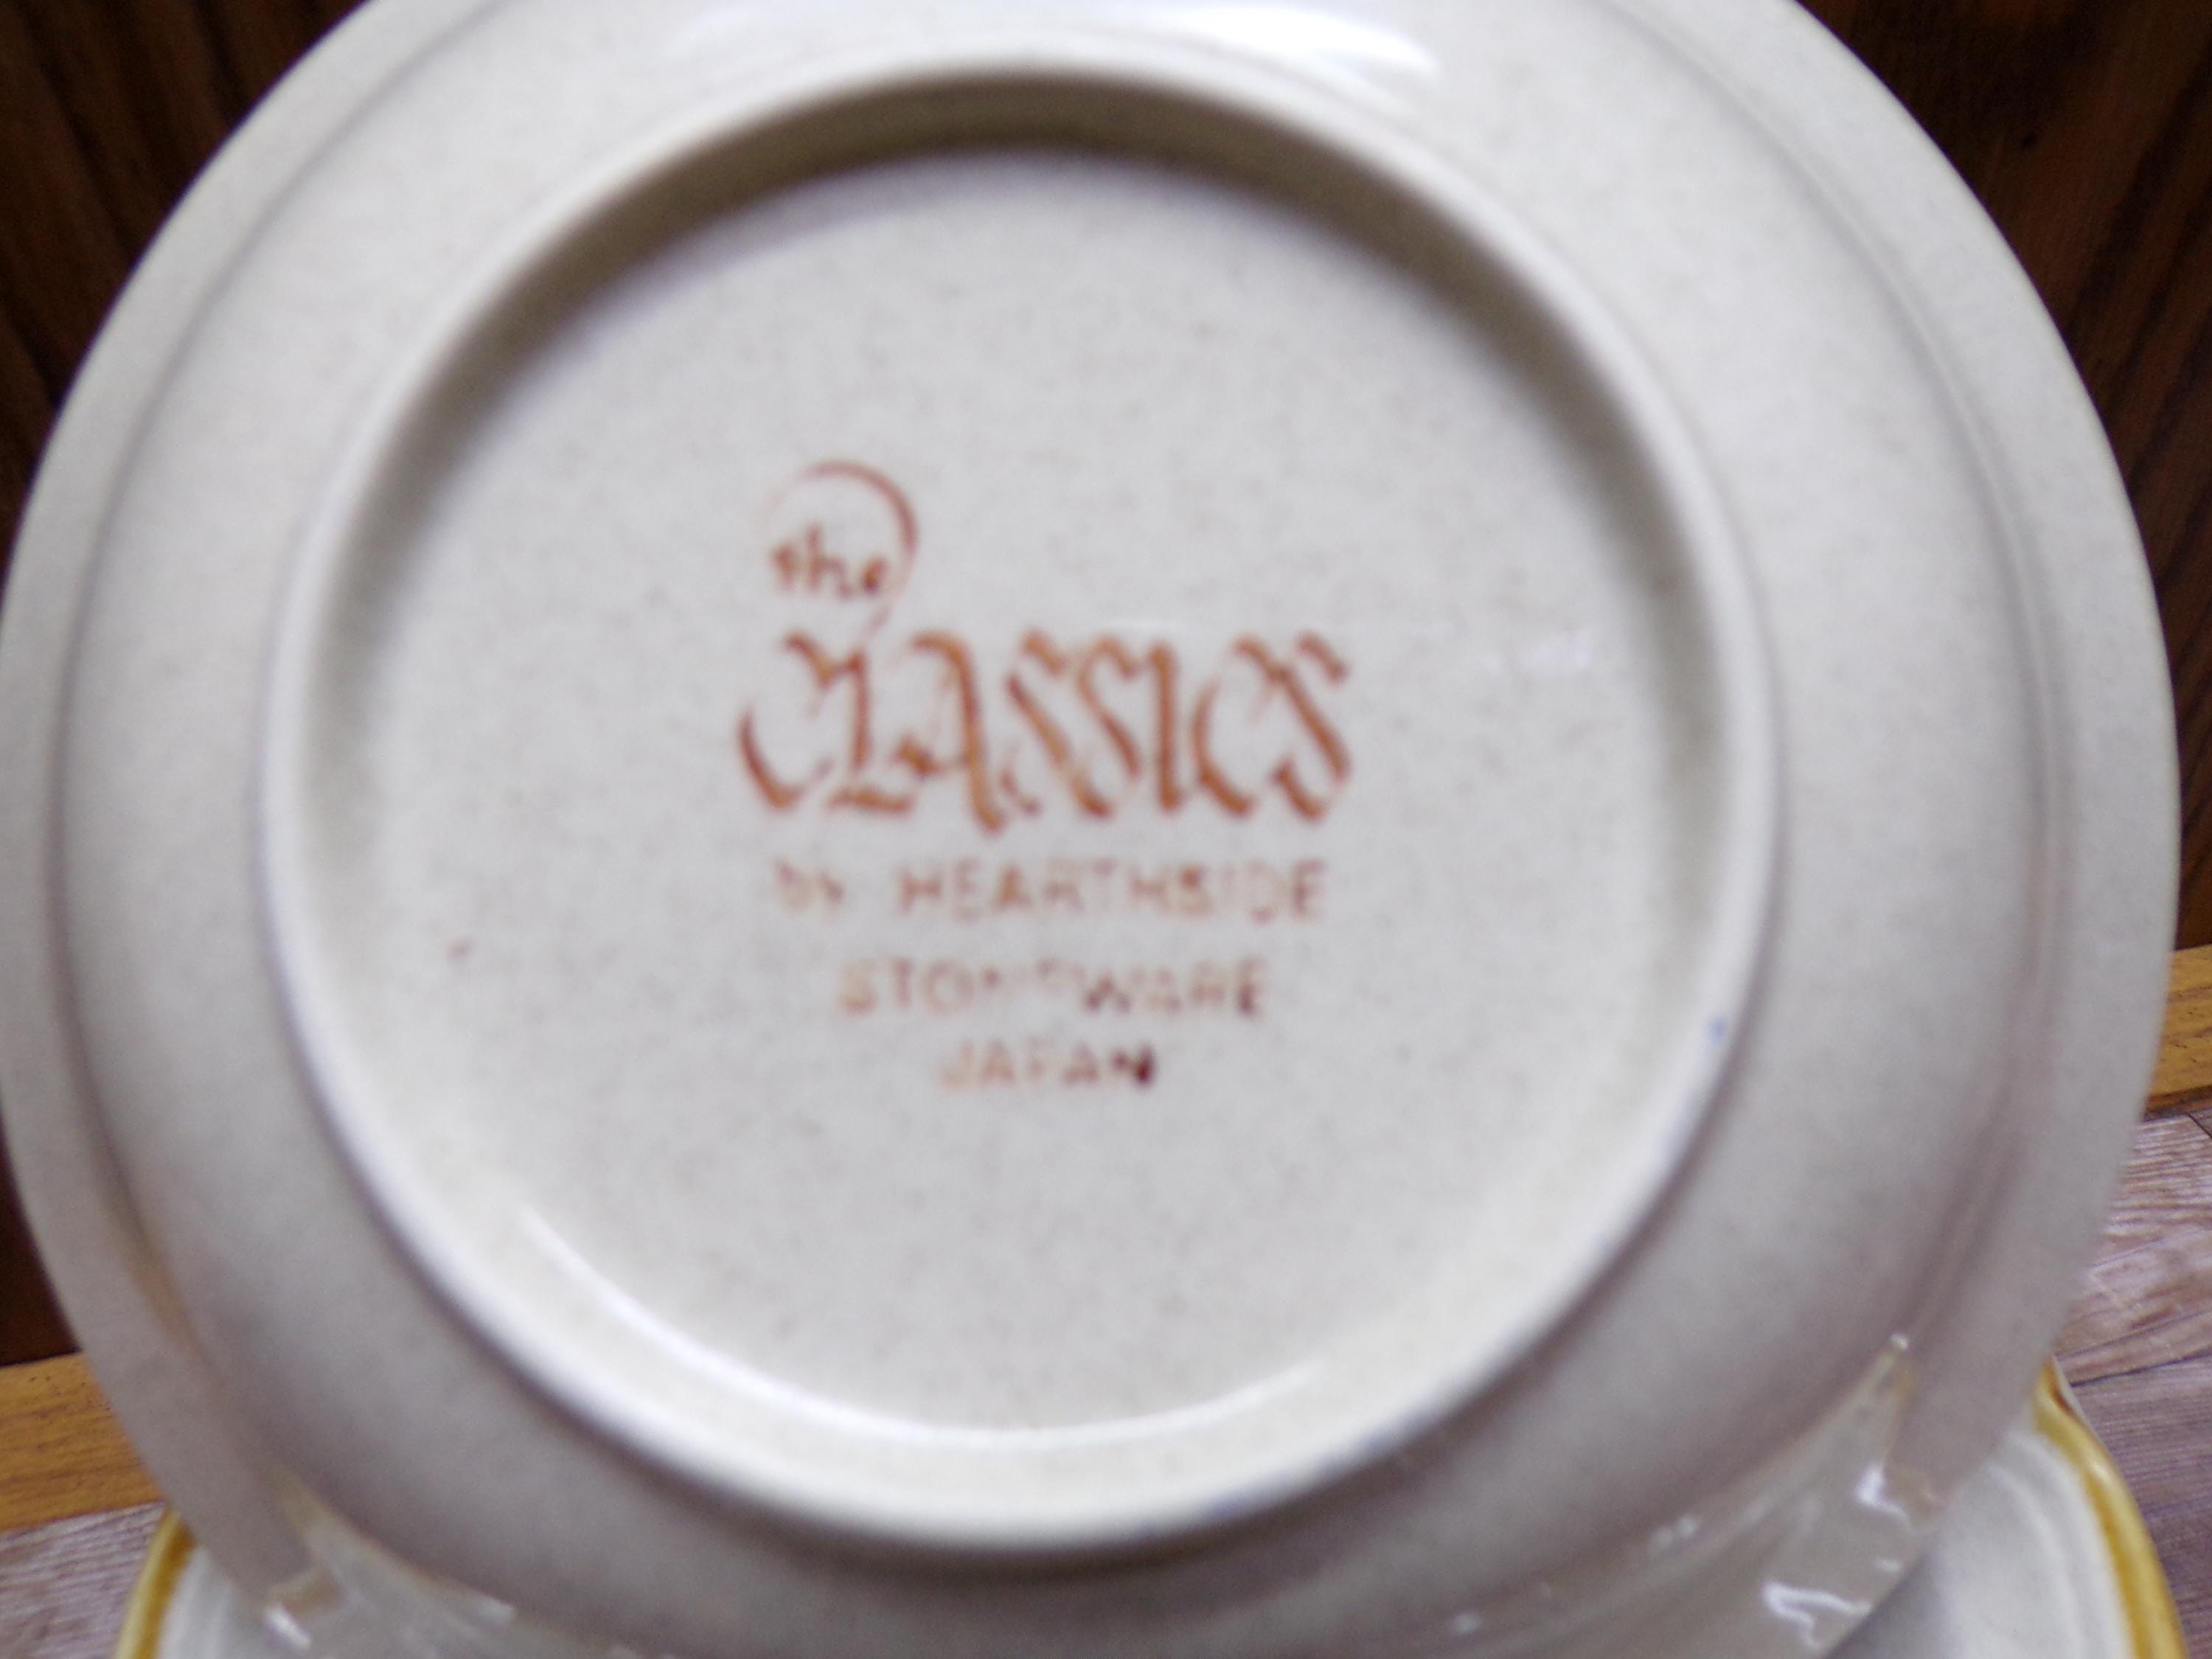 the
CLASSICS
by HEARTHSIDE
STONEWARE
JAPAN